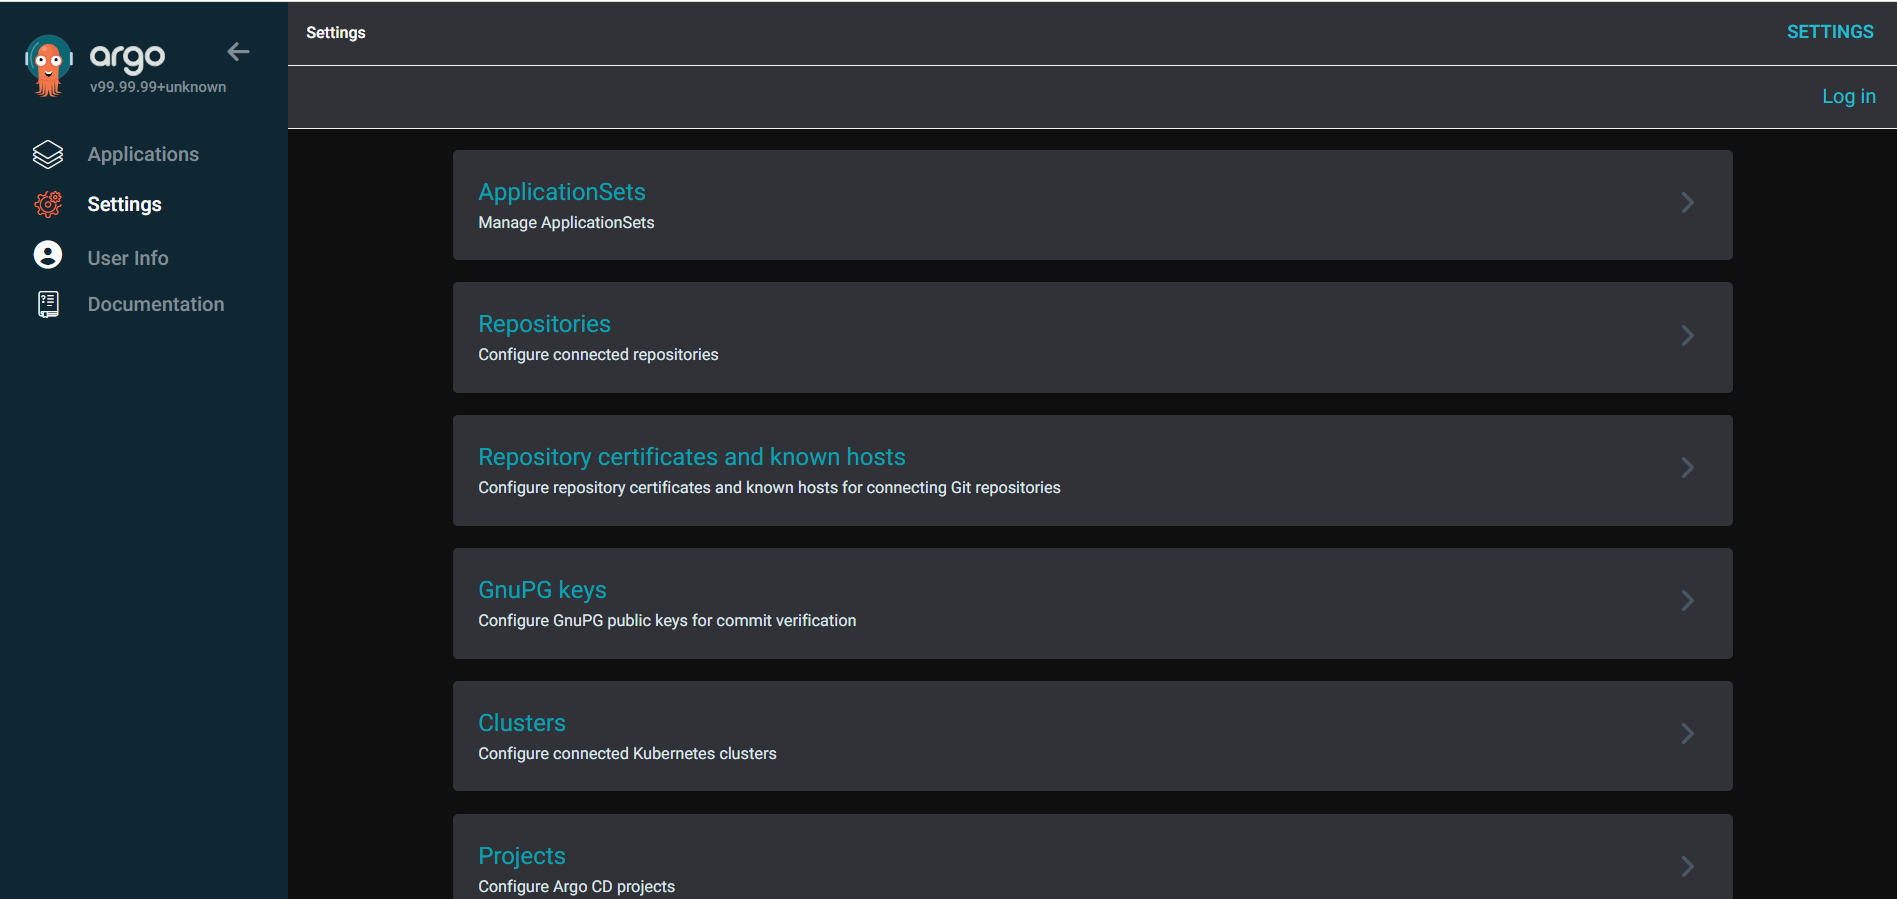 argo
v99.99.99+unknown
Applications
Settings
User Info
Documentation
Settings
SETTINGS
Log in
ApplicationSets
Manage ApplicationSets
Repositories
Configure connected repositories
Repository certificates and known hosts
Configure repository certificates and known hosts for connecting Git repositories
GnuPG keys
Configure GnuPG public keys for commit verification
Clusters
Configure connected Kubernetes clusters
Projects
Configure Argo CD projects